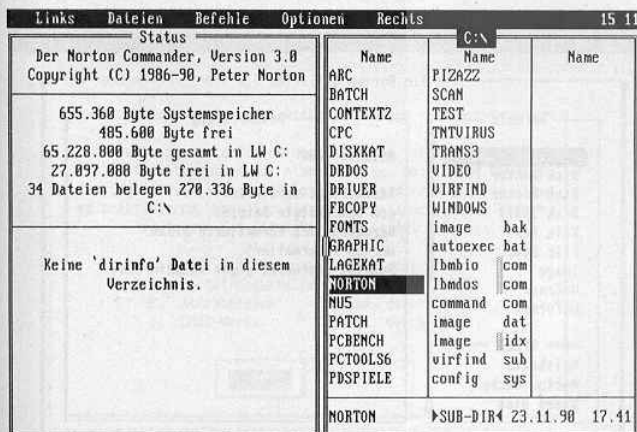 Links Dateien Befehle Optionen Rechts 15 11
Status
Der Norton Commander, Version 3.0
Copyright (C) 1986-90, Peter Norton
655.360 Byte Systemspeicher
485.600 Byte frei
65.228.800 Byte gesamt in LW C:
27.097.088 Byte frei in LW C:
34 Dateien belegen 270.336 Byte in
C:\
Keine 'dirinfo' Datei in diesem
Verzeichnis.
C:\
Name Name Name
ARC PIZAZZ
BATCH SCAN
CONTEXT2 TEST
CPC TNTVIRUS
DISKKAT TRANS3
DRDOS VIDEO
DRIVER VIRFIND
FBCOPY WINDOWS
FONTS image bak
GRAPHIC autoexec bat
LAGEKAT Ibmbio com
NORTON Ibmdos com
NU5 command com
PATCH image dat
PCBENCH Image idx
PCTOOLS6 virfind sub
PDSPIELE config sys
NORTON ►SUB-DIR◄ 23.11.90 17.41